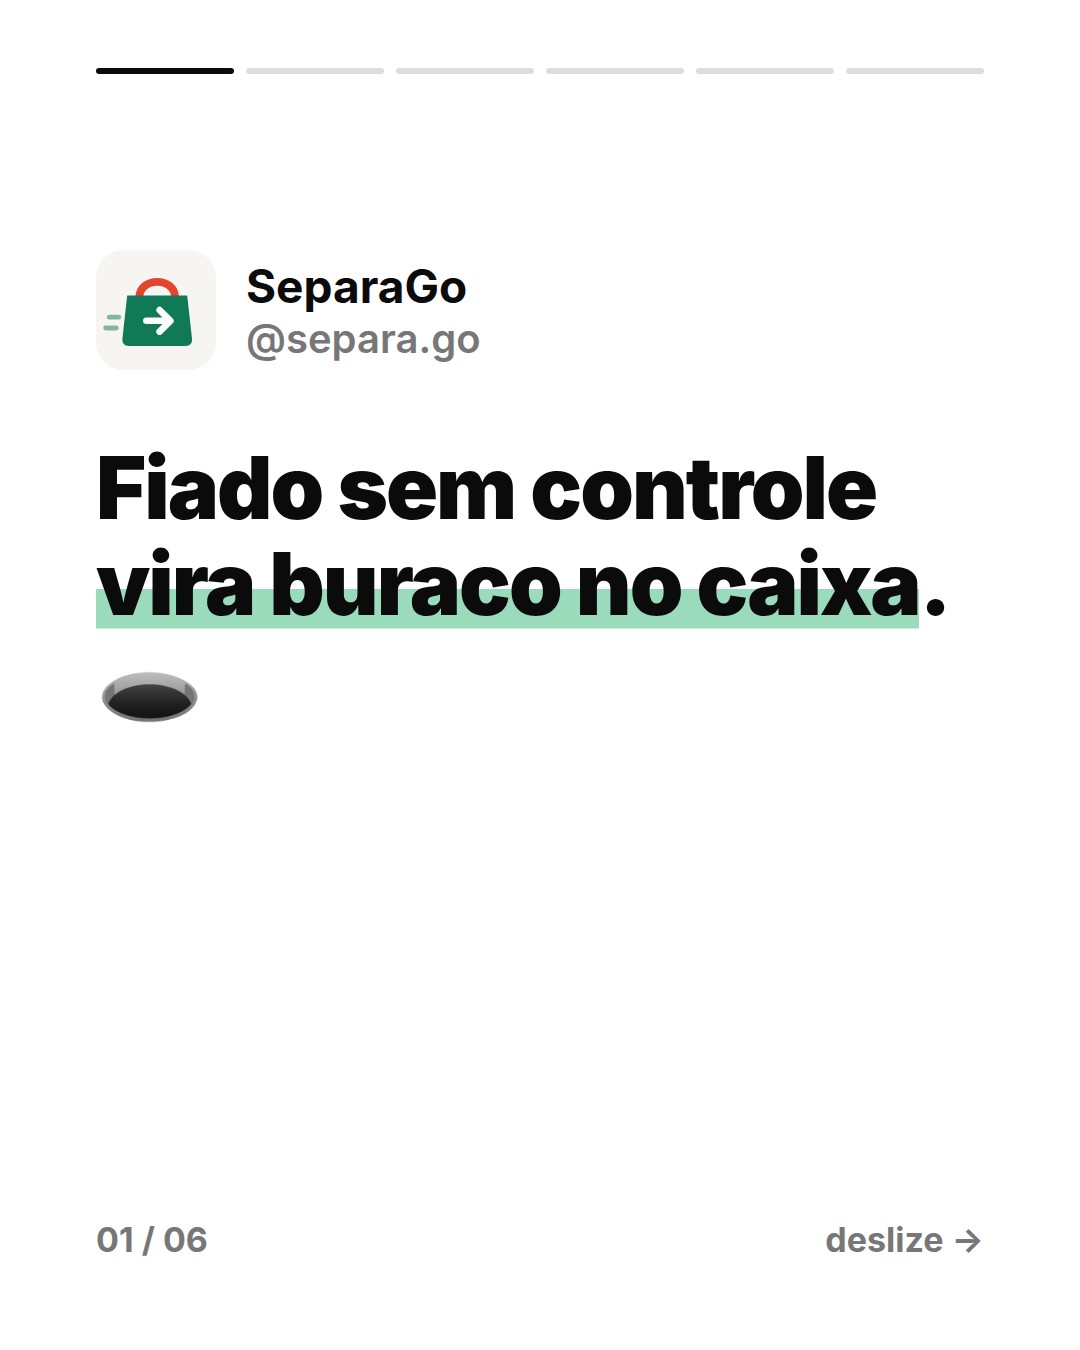 SeparaGo
@separa.go
Fiado sem controle
vira buraco no caixa.
01 / 06
deslize →